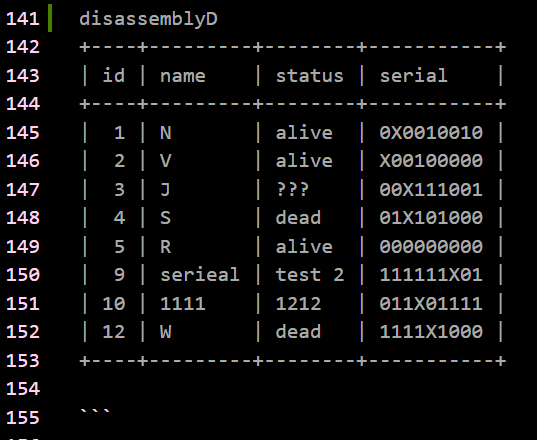 141 disassemblyD
142 +----+---------+--------+-----------+
143 | id | name    | status | serial    |
144 +----+---------+--------+-----------+
145 |  1 | N       | alive  | 0X0010010 |
146 |  2 | V       | alive  | X00100000 |
147 |  3 | J       | ???    | 00X111001 |
148 |  4 | S       | dead   | 01X101000 |
149 |  5 | R       | alive  | 000000000 |
150 |  9 | serieal | test 2 | 111111X01 |
151 | 10 | 1111    | 1212   | 011X01111 |
152 | 12 | W       | dead   | 1111X1000 |
153 +----+---------+--------+-----------+
154
155 ```